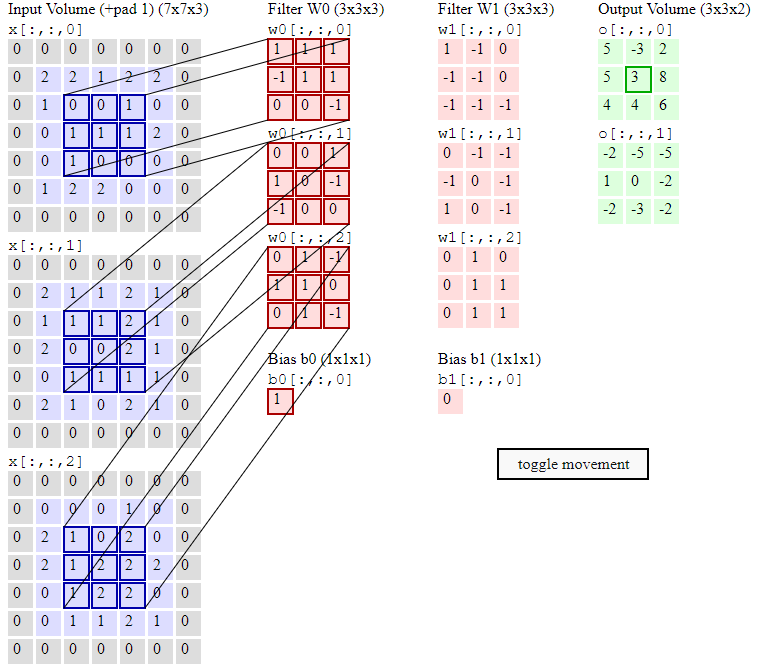 Input Volume (+pad 1) (7x7x3)
x[:,:,0]
0 0 0 0 0 0 0
0 2 2 1 2 2 0
0 1 0 0 1 0 0
0 0 1 1 1 2 0
0 0 1 0 0 0 0
0 1 2 2 0 0 0
0 0 0 0 0 0 0
x[:,:,1]
0 0 0 0 0 0 0
0 2 1 1 2 1 0
0 1 1 1 2 1 0
0 2 0 0 2 1 0
0 0 1 1 1 1 0
0 2 1 0 2 1 0
0 0 0 0 0 0 0
x[:,:,2]
0 0 0 0 0 0 0
0 0 0 0 1 0 0
0 2 1 0 2 0 0
0 2 1 2 2 2 0
0 0 1 2 2 0 0
0 0 1 1 2 1 0
0 0 0 0 0 0 0
Filter W0 (3x3x3)
w0[:,:,0]
1 1 1
-1 1 1
0 0 -1
w0[:,:,1]
0 0 1
1 0 -1
-1 0 0
w0[:,:,2]
0 1 -1
1 1 0
0 1 -1
Bias b0 (1x1x1)
b0[:,:,0]
1
Filter W1 (3x3x3)
w1[:,:,0]
1 -1 0
-1 -1 0
-1 -1 -1
w1[:,:,1]
0 -1 -1
-1 0 -1
1 0 -1
w1[:,:,2]
0 1 0
0 1 1
0 1 1
Bias b1 (1x1x1)
b1[:,:,0]
0
Output Volume (3x3x2)
o[:,:,0]
5 -3 2
5 3 8
4 4 6
o[:,:,1]
-2 -5 -5
1 0 -2
-2 -3 -2
toggle movement